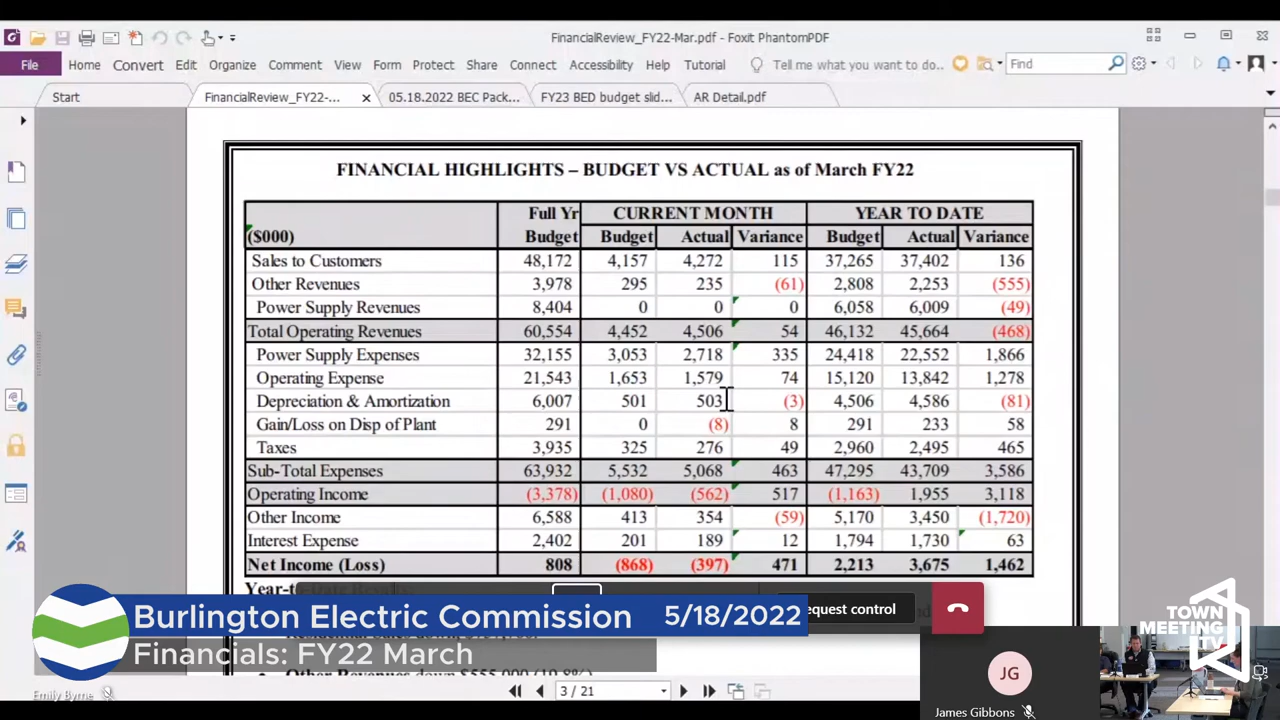 FinancialReview_FY22-Mar.pdf - Foxit PhantomPDF
File Home Convert Edit Organize Comment View Form Protect Share Connect Accessibility Help Tutorial Tell me what you want to do.. Find
Start FinancialReview_FY22-... 05.18.2022 BEC Pack... FY23 BED budget slid... AR Detail.pdf
FINANCIAL HIGHLIGHTS – BUDGET VS ACTUAL as of March FY22
Full Yr CURRENT MONTH YEAR TO DATE
($000) Budget Budget Actual Variance Budget Actual Variance
Sales to Customers 48,172 4,157 4,272 115 37,265 37,402 136
Other Revenues 3,978 295 235 (61) 2,808 2,253 (555)
Power Supply Revenues 8,404 0 0 0 6,058 6,009 (49)
Total Operating Revenues 60,554 4,452 4,506 54 46,132 45,664 (468)
Power Supply Expenses 32,155 3,053 2,718 335 24,418 22,552 1,866
Operating Expense 21,543 1,653 1,579 74 15,120 13,842 1,278
Depreciation & Amortization 6,007 501 503 (3) 4,506 4,586 (81)
Gain/Loss on Disp of Plant 291 0 (8) 8 291 233 58
Taxes 3,935 325 276 49 2,960 2,495 465
Sub-Total Expenses 63,932 5,532 5,068 463 47,295 43,709 3,586
Operating Income (3,378) (1,080) (562) 517 (1,163) 1,955 3,118
Other Income 6,588 413 354 (59) 5,170 3,450 (1,720)
Interest Expense 2,402 201 189 12 1,794 1,730 63
Net Income (Loss) 808 (868) (397) 471 2,213 3,675 1,462
equest control
Burlington Electric Commission 5/18/2022
Financials: FY22 March
Other Revenues down $555,000 (19.8%)
TOWN
MEETING
TV
JG
Emily Byrne
3 / 21
James Gibbons